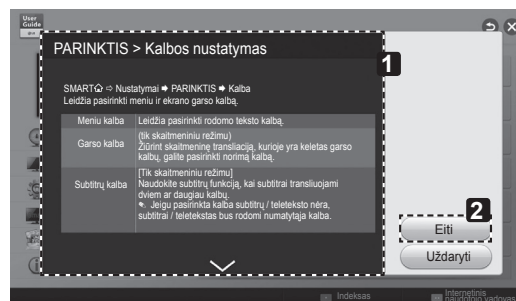 User
Guide
PARINKTIS > Kalbos nustatymas
1
SMART ⇨ Nustatymai ➡ PARINKTIS ➡ Kalba
Leidžia pasirinkti meniu ir ekrano garso kalbą.
Meniu kalba Leidžia pasirinkti rodomo teksto kalbą.
Garso kalba (tik skaitmeniniu režimu)
Žiūrint skaitmeninę transliaciją, kurioje yra keletas garso
kalbų, galite pasirinkti norimą kalbą.
Subtitrų kalba [Tik skaitmeniniu režimu]
Naudokite subtitrų funkciją, kai subtitrai transliuojami
dviem ar daugiau kalbų.
Jeigu pasirinkta kalba subtitrų / teleteksto nėra,
subtitrai / teletekstas bus rodomi numatytąja kalba.
2
Eiti
Uždaryti
Indeksas
Internetinis
naudotojo vadovas